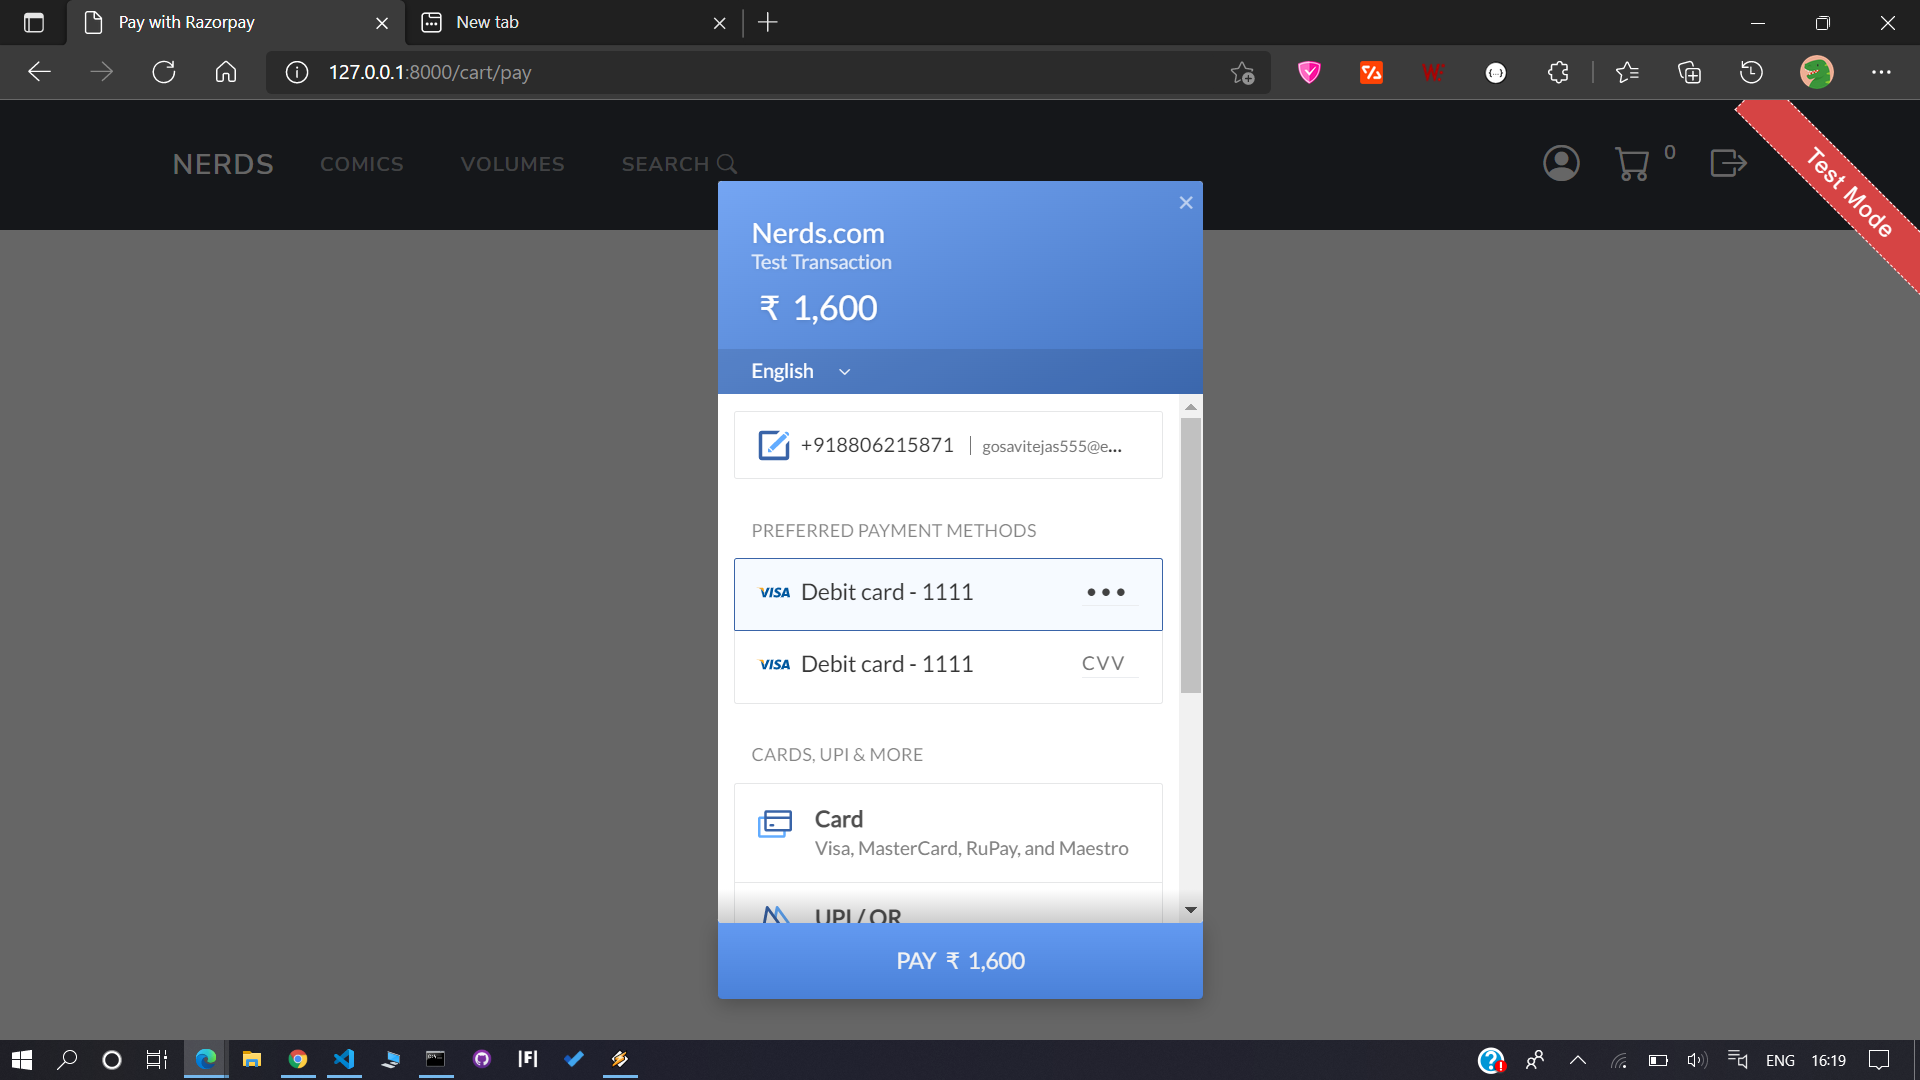 Pay with Razorpay
New tab
127.0.0.1:8000/cart/pay
NERDS COMICS VOLUMES SEARCH 0
Test Mode
Nerds.com
Test Transaction
₹ 1,600
English
+918806215871 | gosavitejas555@e...
PREFERRED PAYMENT METHODS
VISA Debit card - 1111
VISA Debit card - 1111 CVV
CARDS, UPI & MORE
Card
Visa, MasterCard, RuPay, and Maestro
UPI / QR
PAY ₹ 1,600
ENG 16:19